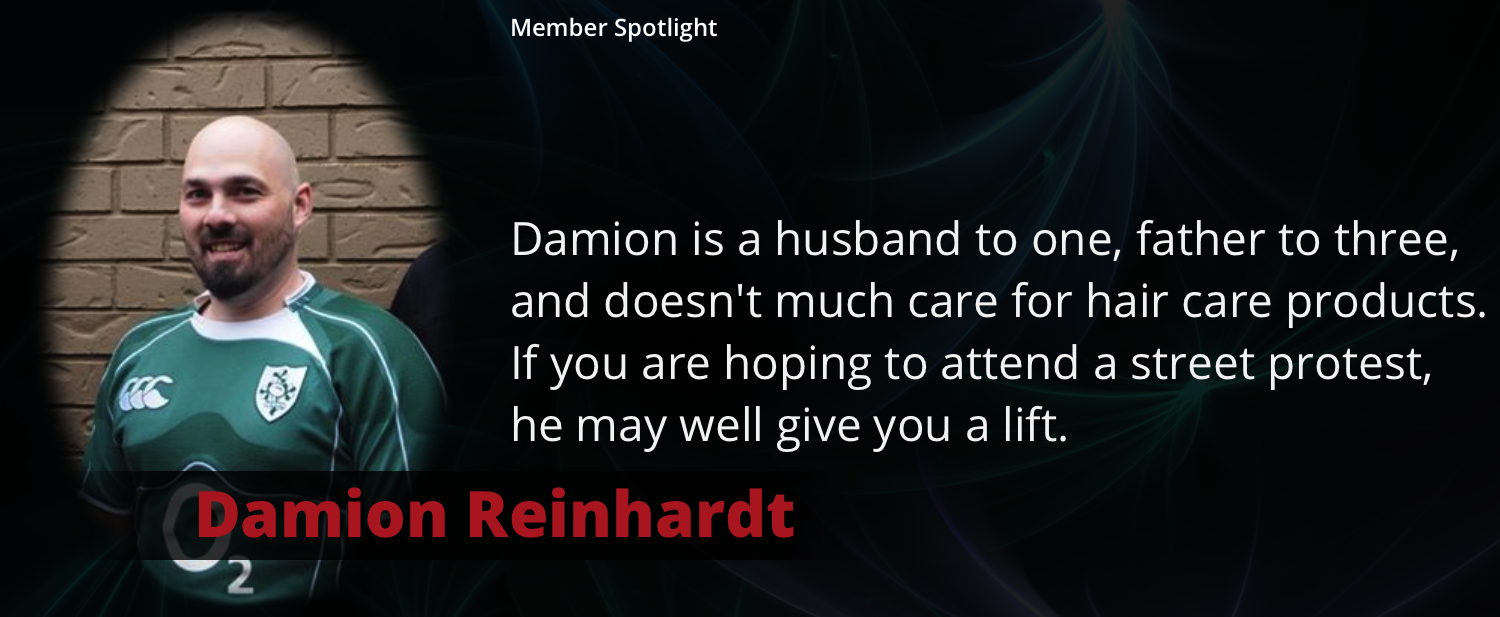 Member Spotlight
Damion is a husband to one, father to three,
and doesn't much care for hair care products.
If you are hoping to attend a street protest,
he may well give you a lift.
Damion Reinhardt
O2